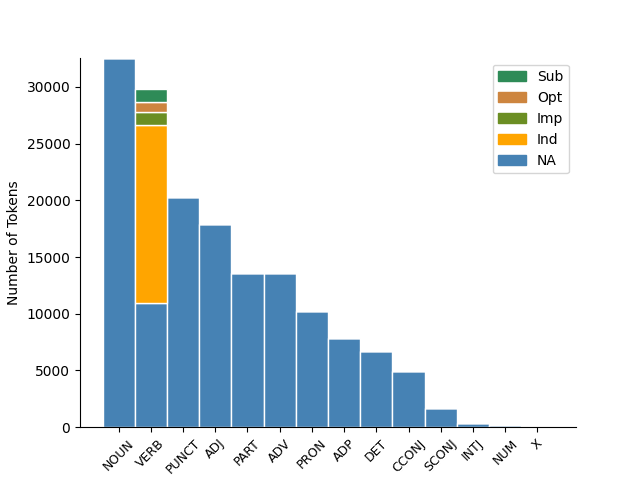 Number of Tokens
30000
25000
20000
15000
10000
5000
0
Sub
Opt
Imp
Ind
NA
NOUN
VERB
PUNCT
ADJ
PART
ADV
PRON
ADP
DET
CCONJ
SCONJ
INTJ
NUM
X